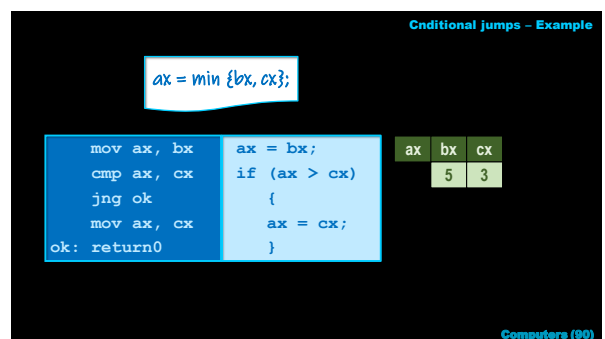 Cnditional jumps – Example
ax = min {bx, cx};
mov ax, bx
cmp ax, cx
jng ok
mov ax, cx
ok: return0
ax = bx;
if (ax > cx)
{
ax = cx;
}
ax bx cx
5 3
Computers (90)